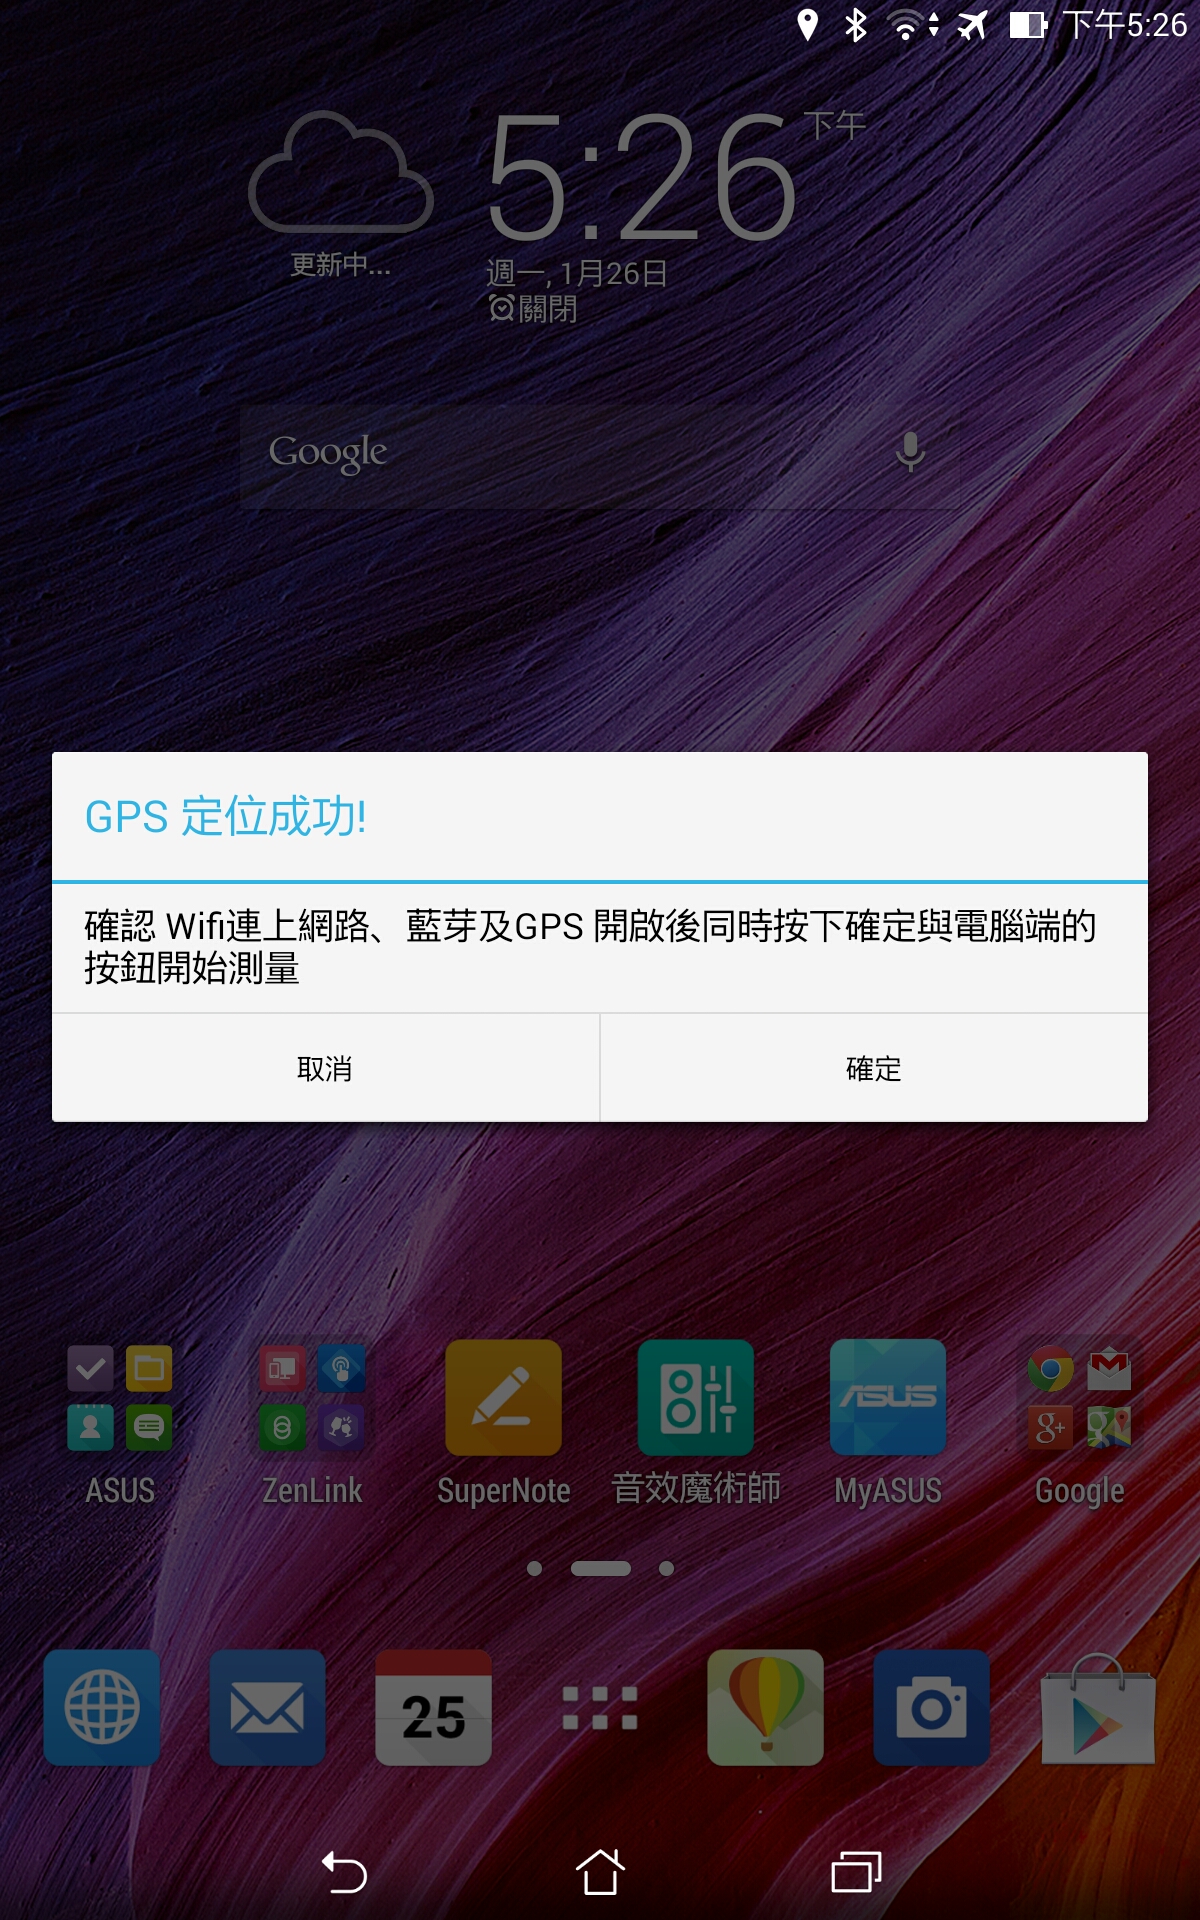 下午5:26
5:26 下午
更新中...
週一, 1月26日
關閉
Google
GPS 定位成功!
確認 Wifi連上網路、藍芽及GPS 開啟後同時按下確定與電腦端的
按鈕開始測量
取消
確定
ASUS
g+
g
ASUS
ZenLink
SuperNote
音效魔術師
MyASUS
Google
25